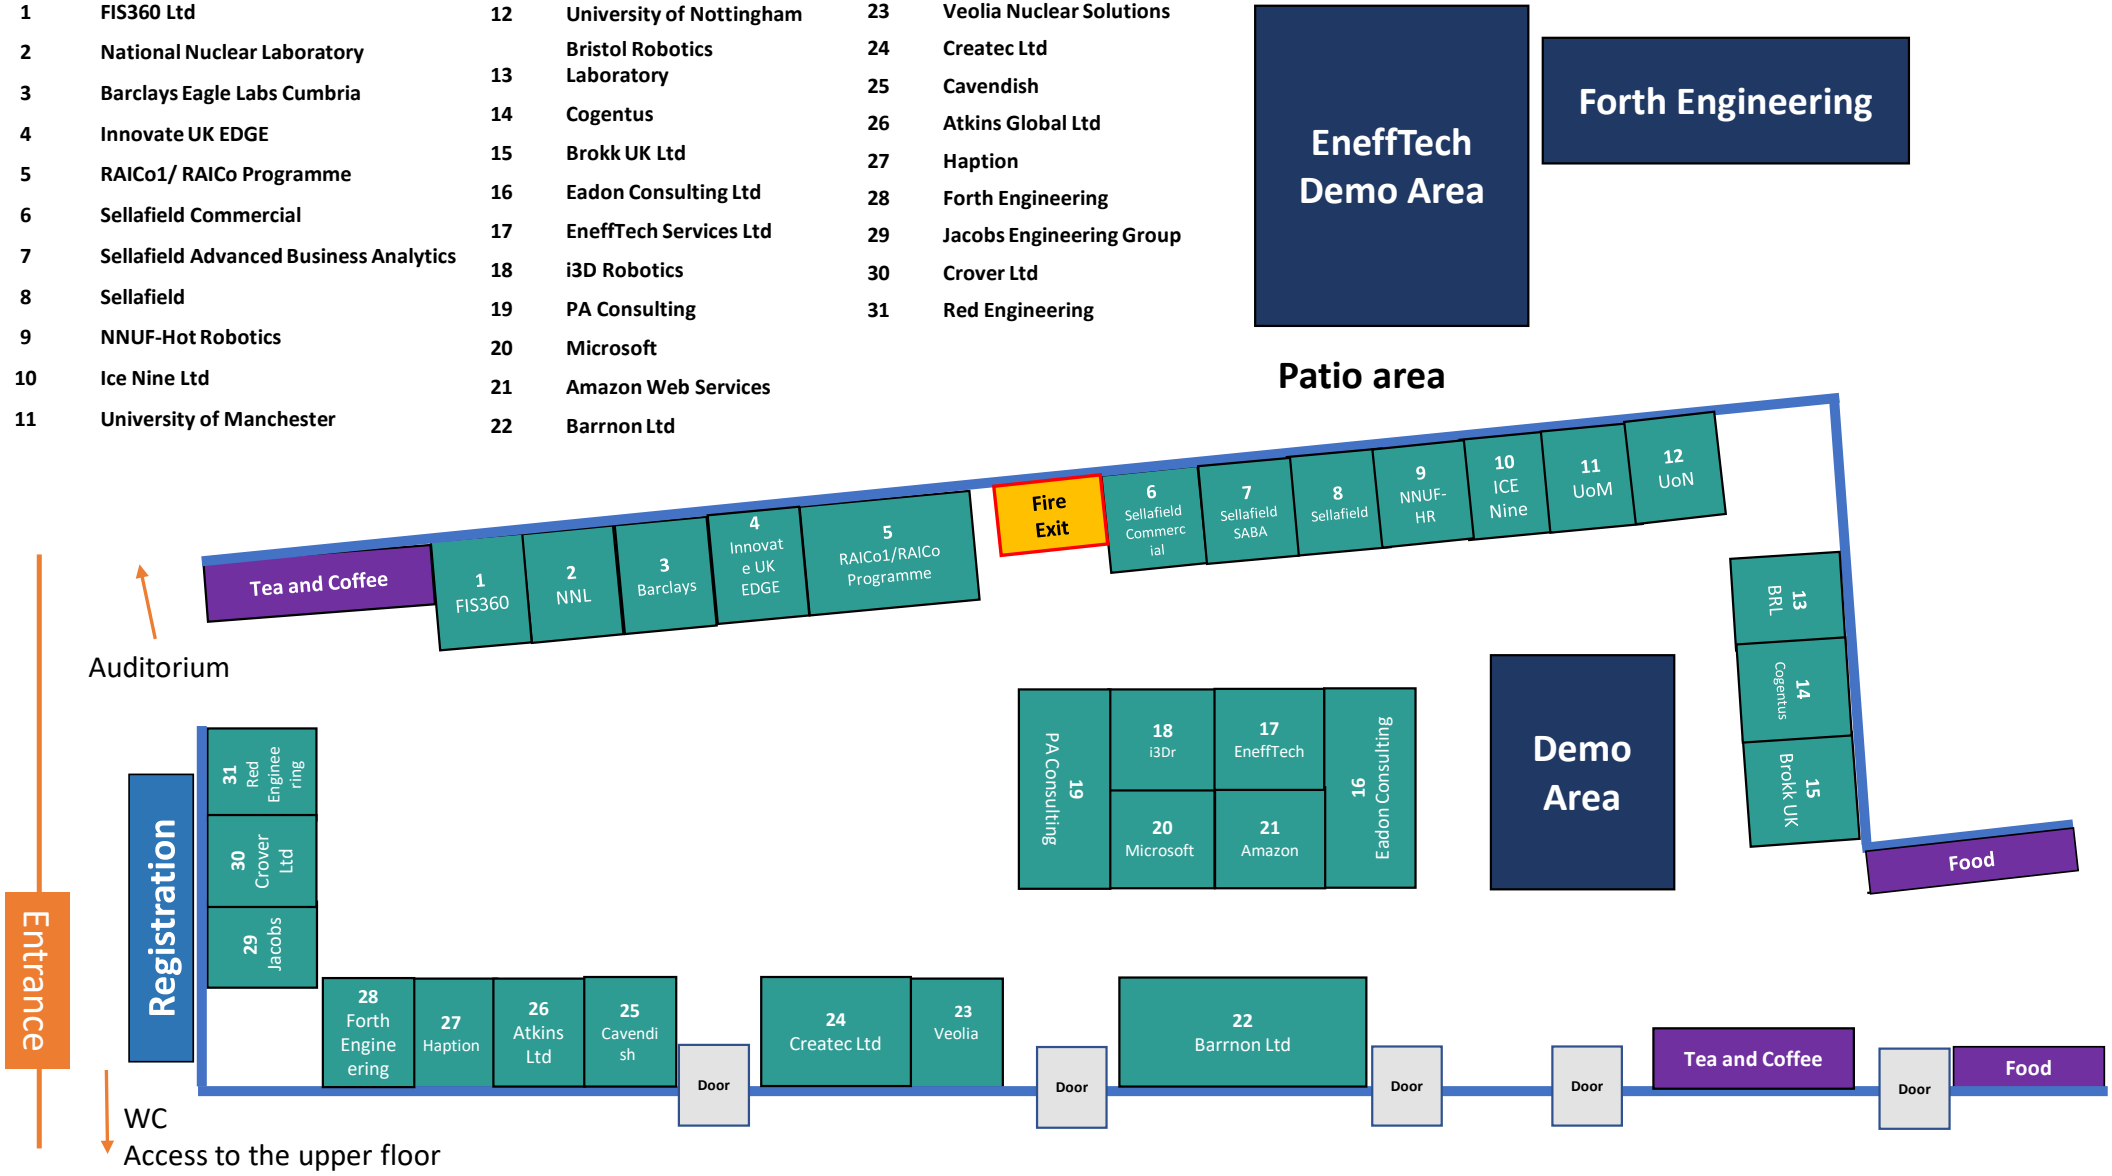 1 FIS360 Ltd
2 National Nuclear Laboratory
3 Barclays Eagle Labs Cumbria
4 Innovate UK EDGE
5 RAICo1/ RAICo Programme
6 Sellafield Commercial
7 Sellafield Advanced Business Analytics
8 Sellafield
9 NNUF-Hot Robotics
10 Ice Nine Ltd
11 University of Manchester
12 University of Nottingham
Bristol Robotics
13 Laboratory
14 Cogentus
15 Brokk UK Ltd
16 Eadon Consulting Ltd
17 EneffTech Services Ltd
18 i3D Robotics
19 PA Consulting
20 Microsoft
21 Amazon Web Services
22 Barrnon Ltd
23 Veolia Nuclear Solutions
24 Createc Ltd
25 Cavendish
26 Atkins Global Ltd
27 Haption
28 Forth Engineering
29 Jacobs Engineering Group
30 Crover Ltd
31 Red Engineering
EneffTech
Demo Area
Forth Engineering
Patio area
Tea and Coffee
1
FIS360
2
NNL
3
Barclays
4
Innovat
e UK
EDGE
5
RAICo1/RAICo
Programme
Fire
Exit
6
Sellafield
Commerc
ial
7
Sellafield
SABA
8
Sellafield
9
NNUF-
HR
10
ICE
Nine
11
UoM
12
UoN
13
BRL
14
Cogentus
15
Brokk UK
Food
Auditorium
Entrance
Registration
31
Red
Enginee
ring
30
Crover
Ltd
29
Jacobs
19
PA Consulting
18
i3Dr
17
EneffTech
16
Eadon Consulting
20
Microsoft
21
Amazon
Demo
Area
28
Forth
Engine
ering
27
Haption
26
Atkins
Ltd
25
Cavendi
sh
Door
24
Createc Ltd
23
Veolia
Door
22
Barrnon Ltd
Door
Door
Tea and Coffee
Door
Food
WC
Access to the upper floor